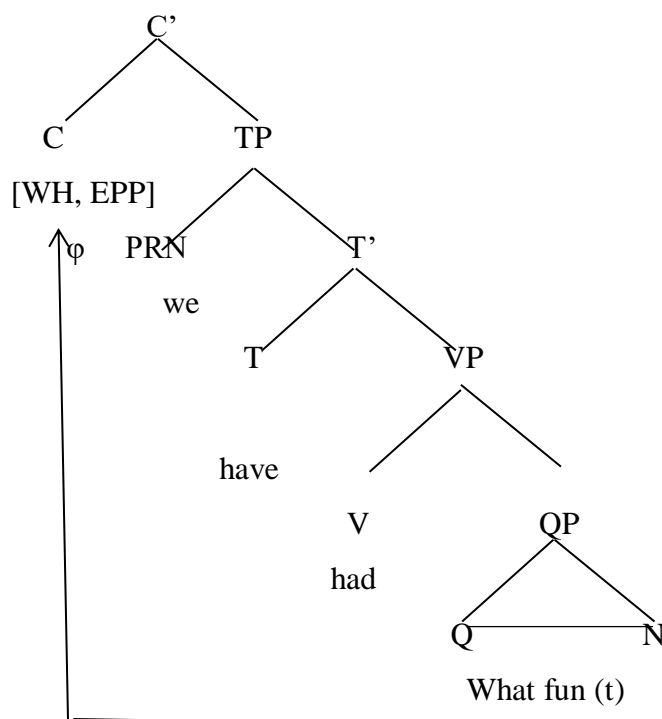 C’
C TP
[WH, EPP]
φ PRN T’
we
T VP
have
V QP
had
Q N
What fun (t)